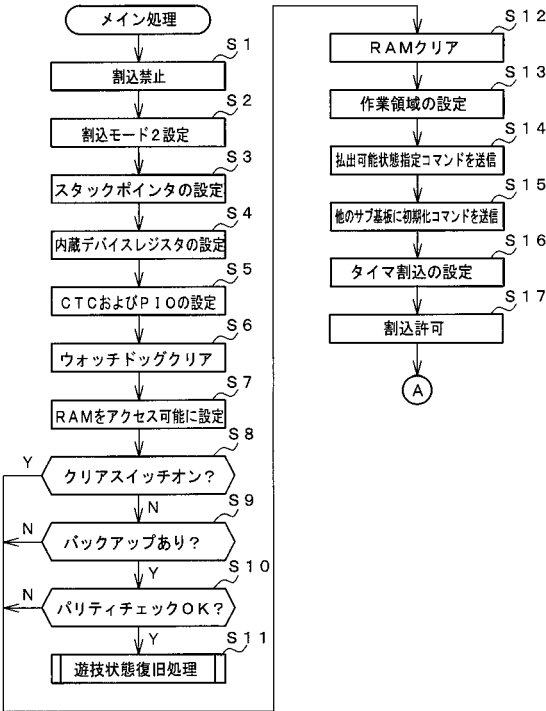 メイン処理
S1
割込禁止
S2
割込モード2設定
S3
スタックポインタの設定
S4
内蔵デバイスレジスタの設定
S5
CTCおよびPIOの設定
S6
ウォッチドッグクリア
S7
RAMをアクセス可能に設定
S8
Y
クリアスイッチオン?
N
S9
N
バックアップあり?
Y
S10
N
パリティチェックOK?
Y
S11
遊技状態復旧処理
S12
RAMクリア
S13
作業領域の設定
S14
払出可能状態指定コマンドを送信
S15
他のサブ基板に初期化コマンドを送信
S16
タイマ割込の設定
S17
割込許可
A